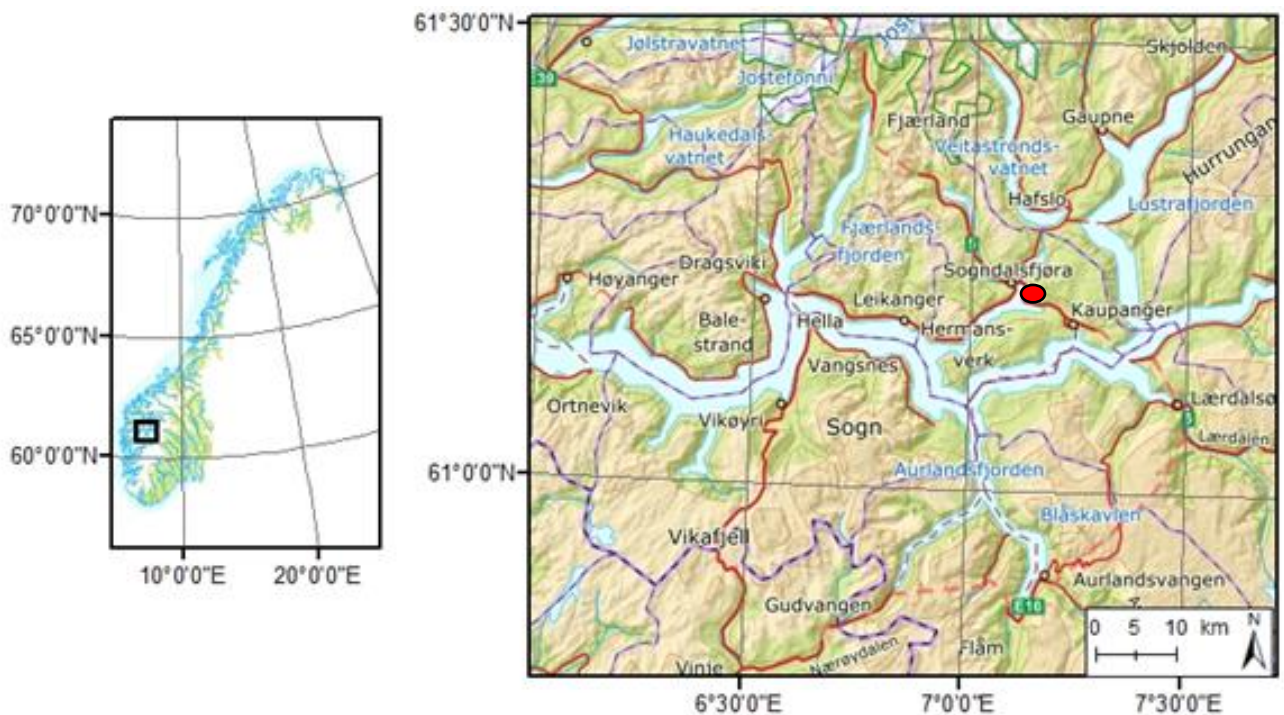 70°0'0"N
65°0'0"N
60°0'0"N
10°0'0"E
20°0'0"E
61°30'0"N
61°0'0"N
Jølstravatnet
Jostefonni
Haukedals-
vatnet
Fjærland
Veitastronds-
vatnet
Skjolden
Gaupne
Hurrungan
Hafslo
Lustrafjorden
Fjærlands-
fjorden
Dragsviki
Høyanger
Sogndalsfjøra
Leikanger
Kaupanger
Bale-
strand
Hella
Hermans-
verk
Vangsnes
Ortnevik
Vikøyri
Sogn
Lærdalsø
Lærdalen
Aurlandsfjorden
Blåskavlen
Vikafjell
Aurlandsvangen
Gudvangen
E16
Flåm
Nærøydalen
Vinje
0 5 10 km
N
6°30'0"E
7°0'0"E
7°30'0"E